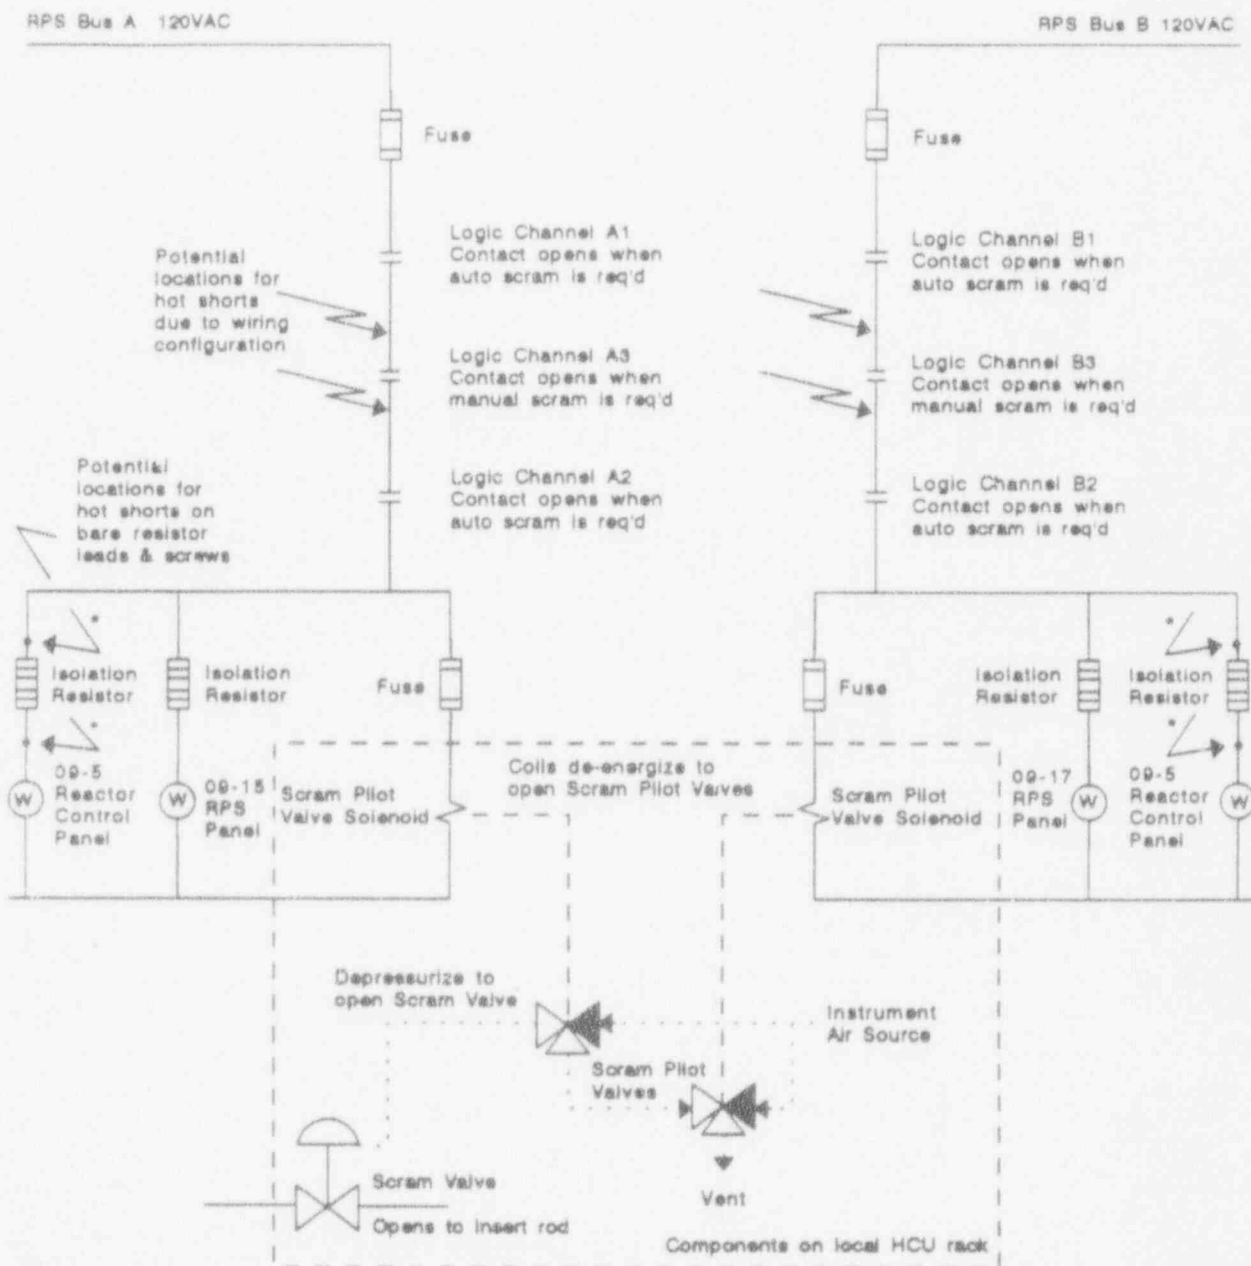 RPS Bus A 120VAC
RPS Bus B 120VAC
Fuse
Fuse
Potential
locations for
hot shorts
due to wiring
configuration
Logic Channel A1
Contact opens when
auto scram is req'd
Logic Channel B1
Contact opens when
auto scram is req'd
Logic Channel A3
Contact opens when
manual scram is req'd
Logic Channel B3
Contact opens when
manual scram is req'd
Potential
locations for
hot shorts on
bare resistor
leads & screws
Logic Channel A2
Contact opens when
auto scram is req'd
Logic Channel B2
Contact opens when
auto scram is req'd
*
*
Isolation
Resistor
Isolation
Resistor
Fuse
Fuse
Isolation
Resistor
Isolation
Resistor
*
*
W
09-5
Reactor
Control
Panel
W
09-15
RPS
Panel
Scram Pilot
Valve Solenoid
Coils de-energize to
open Scram Pilot Valves
Scram Pilot
Valve Solenoid
09-17
RPS
Panel
W
09-5
Reactor
Control
Panel
W
Depressurize to
open Scram Valve
Instrument
Air Source
Scram Pilot
Valves
Scram Valve
Opens to insert rod
Vent
Components on local HCU rack